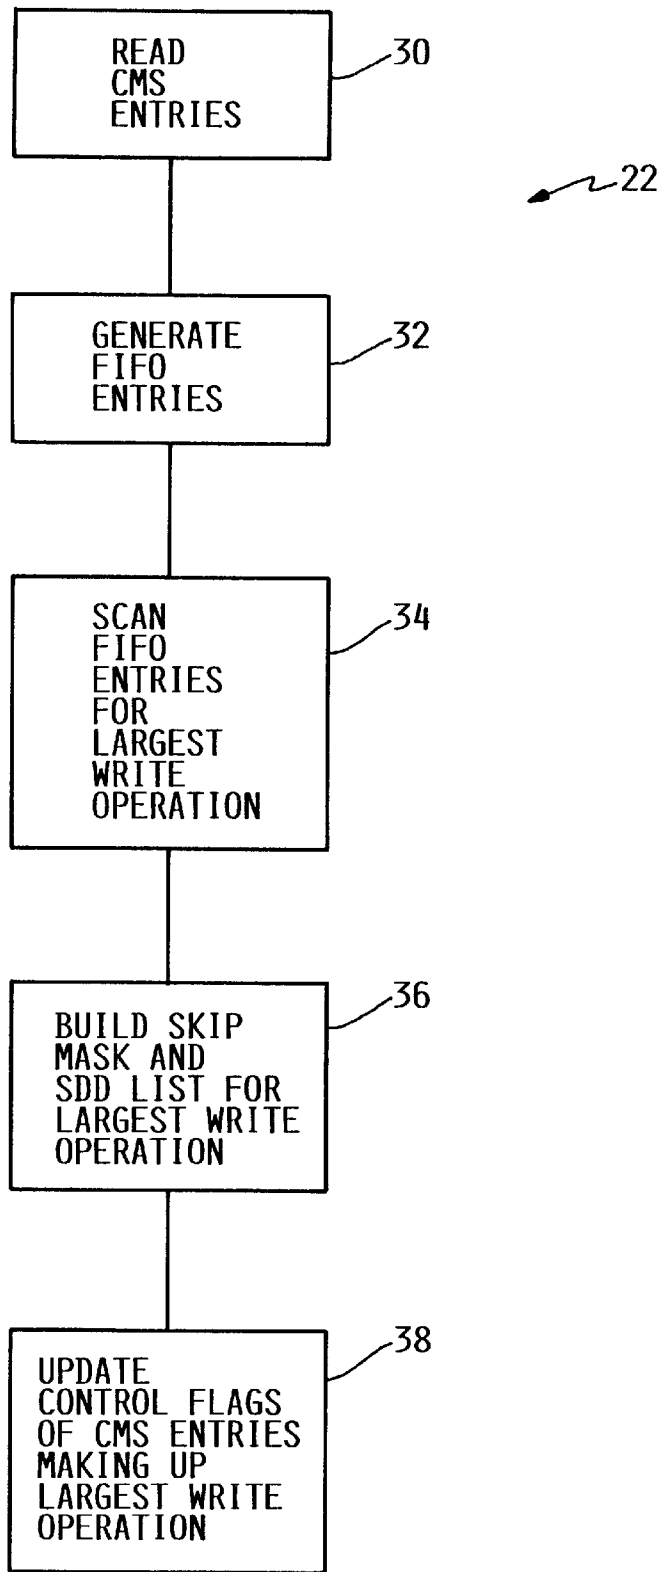 READ
CMS
ENTRIES
30
22
GENERATE
FIFO
ENTRIES
32
SCAN
FIFO
ENTRIES
FOR
LARGEST
WRITE
OPERATION
34
BUILD SKIP
MASK AND
SDD LIST FOR
LARGEST WRITE
OPERATION
36
UPDATE
CONTROL FLAGS
OF CMS ENTRIES
MAKING UP
LARGEST WRITE
OPERATION
38